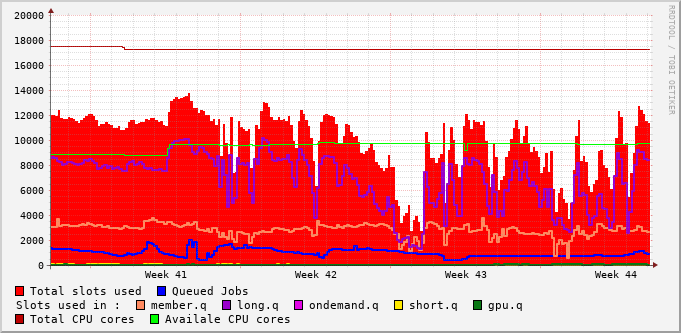 20000
18000
16000
14000
12000
10000
8000
6000
4000
2000
0
Week 41 Week 42 Week 43 Week 44
Total slots used Queued Jobs
Slots used in : member.q long.q ondemand.q short.q gpu.q
Total CPU cores Availale CPU cores
RRDTOOL / TOBI OETIKER